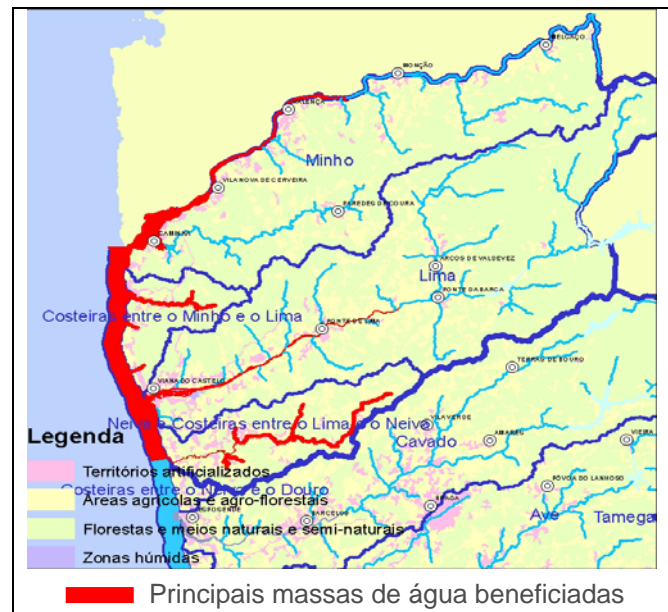 MELGAÇO
MONÇÃO
VALENÇA
Minho
VILA NOVA DE CERVEIRA
PAREDES DE COURA
CAMINHA
ARCOS DE VALDEVEZ
Lima
PONTE DA BARCA
Costeiras entre o Minho e o Lima
PONTE DE LIMA
TERRAS DE BOURO
VIANA DO CASTELO
Neiva e Costeiras entre o Lima e o Neiva
VILA VERDE
Legenda
Cavado
AMARES
VIEIRA
Territórios artificializados
Costeiras entre o Neiva e o Douro
PÓVOA DO LANHOSO
Áreas agrícolas e agro-florestais
BRAGA
ESPOSENDE
BARCELOS
Ave
Tamega
Florestas e meios naturais e semi-naturais
Zonas húmidas
Principais massas de água beneficiadas